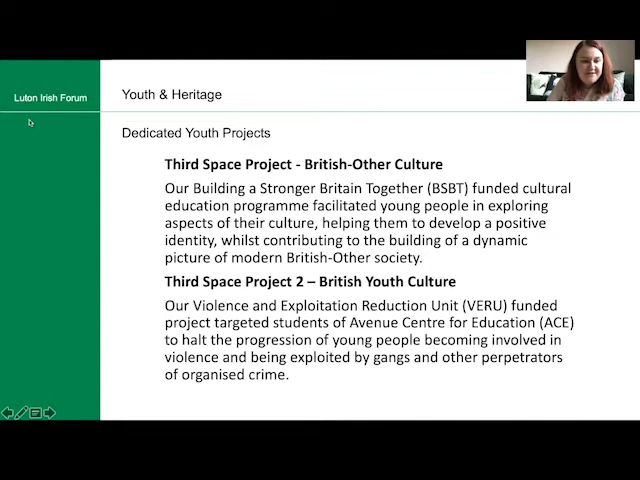 Luton Irish Forum
Youth & Heritage
Dedicated Youth Projects
Third Space Project - British-Other Culture
Our Building a Stronger Britain Together (BSBT) funded cultural
education programme facilitated young people in exploring
aspects of their culture, helping them to develop a positive
identity, whilst contributing to the building of a dynamic
picture of modern British-Other society.
Third Space Project 2 – British Youth Culture
Our Violence and Exploitation Reduction Unit (VERU) funded
project targeted students of Avenue Centre for Education (ACE)
to halt the progression of young people becoming involved in
violence and being exploited by gangs and other perpetrators
of organised crime.